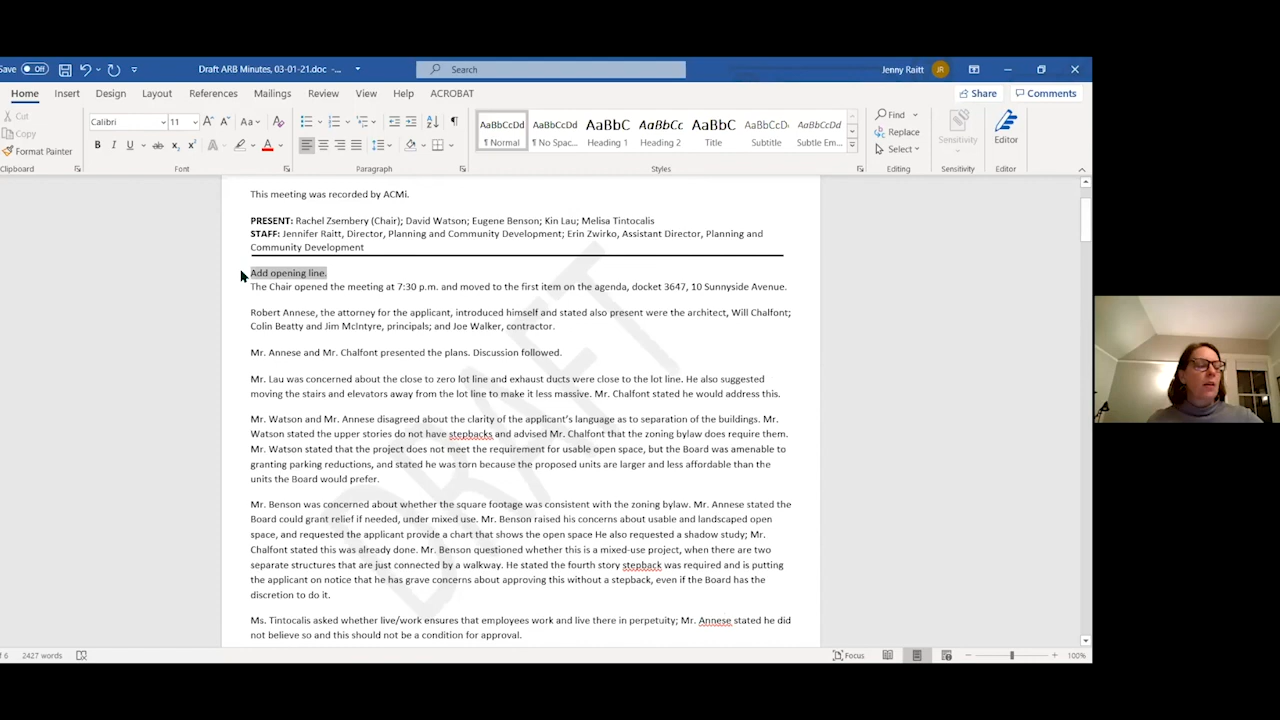 Save Off Draft ARB Minutes, 03-01-21.doc -... Search Jenny Raitt JR
Home Insert Design Layout References Mailings Review View Help ACROBAT Share Comments
Cut
Copy
Format Painter
Clipboard
Calibri 11
Font
Paragraph
AaBbCcDd AaBbCcDd AaBbC AaBbCc AaBbC AaBbCcD AaBbCcDd
¶ Normal ¶ No Spac... Heading 1 Heading 2 Title Subtitle Subtle Em...
Styles
Find
Replace
Select
Editing
Sensitivity
Sensitivity
Editor
Editor
This meeting was recorded by ACMi.
PRESENT: Rachel Zsembery (Chair); David Watson; Eugene Benson; Kin Lau; Melisa Tintocalis
STAFF: Jennifer Raitt, Director, Planning and Community Development; Erin Zwirko, Assistant Director, Planning and
Community Development
Add opening line.
The Chair opened the meeting at 7:30 p.m. and moved to the first item on the agenda, docket 3647, 10 Sunnyside Avenue.
Robert Annese, the attorney for the applicant, introduced himself and stated also present were the architect, Will Chalfont;
Colin Beatty and Jim McIntyre, principals; and Joe Walker, contractor.
Mr. Annese and Mr. Chalfont presented the plans. Discussion followed.
Mr. Lau was concerned about the close to zero lot line and exhaust ducts were close to the lot line. He also suggested
moving the stairs and elevators away from the lot line to make it less massive. Mr. Chalfont stated he would address this.
Mr. Watson and Mr. Annese disagreed about the clarity of the applicant's language as to separation of the buildings. Mr.
Watson stated the upper stories do not have stepbacks and advised Mr. Chalfont that the zoning bylaw does require them.
Mr. Watson stated that the project does not meet the requirement for usable open space, but the Board was amenable to
granting parking reductions, and stated he was torn because the proposed units are larger and less affordable than the
units the Board would prefer.
Mr. Benson was concerned about whether the square footage was consistent with the zoning bylaw. Mr. Annese stated the
Board could grant relief if needed, under mixed use. Mr. Benson raised his concerns about usable and landscaped open
space, and requested the applicant provide a chart that shows the open space He also requested a shadow study; Mr.
Chalfont stated this was already done. Mr. Benson questioned whether this is a mixed-use project, when there are two
separate structures that are just connected by a walkway. He stated the fourth story stepback was required and is putting
the applicant on notice that he has grave concerns about approving this without a stepback, even if the Board has the
discretion to do it.
Ms. Tintocalis asked whether live/work ensures that employees work and live there in perpetuity; Mr. Annese stated he did
not believe so and this should not be a condition for approval.
DRAFT
of 6 2427 words Focus 100%